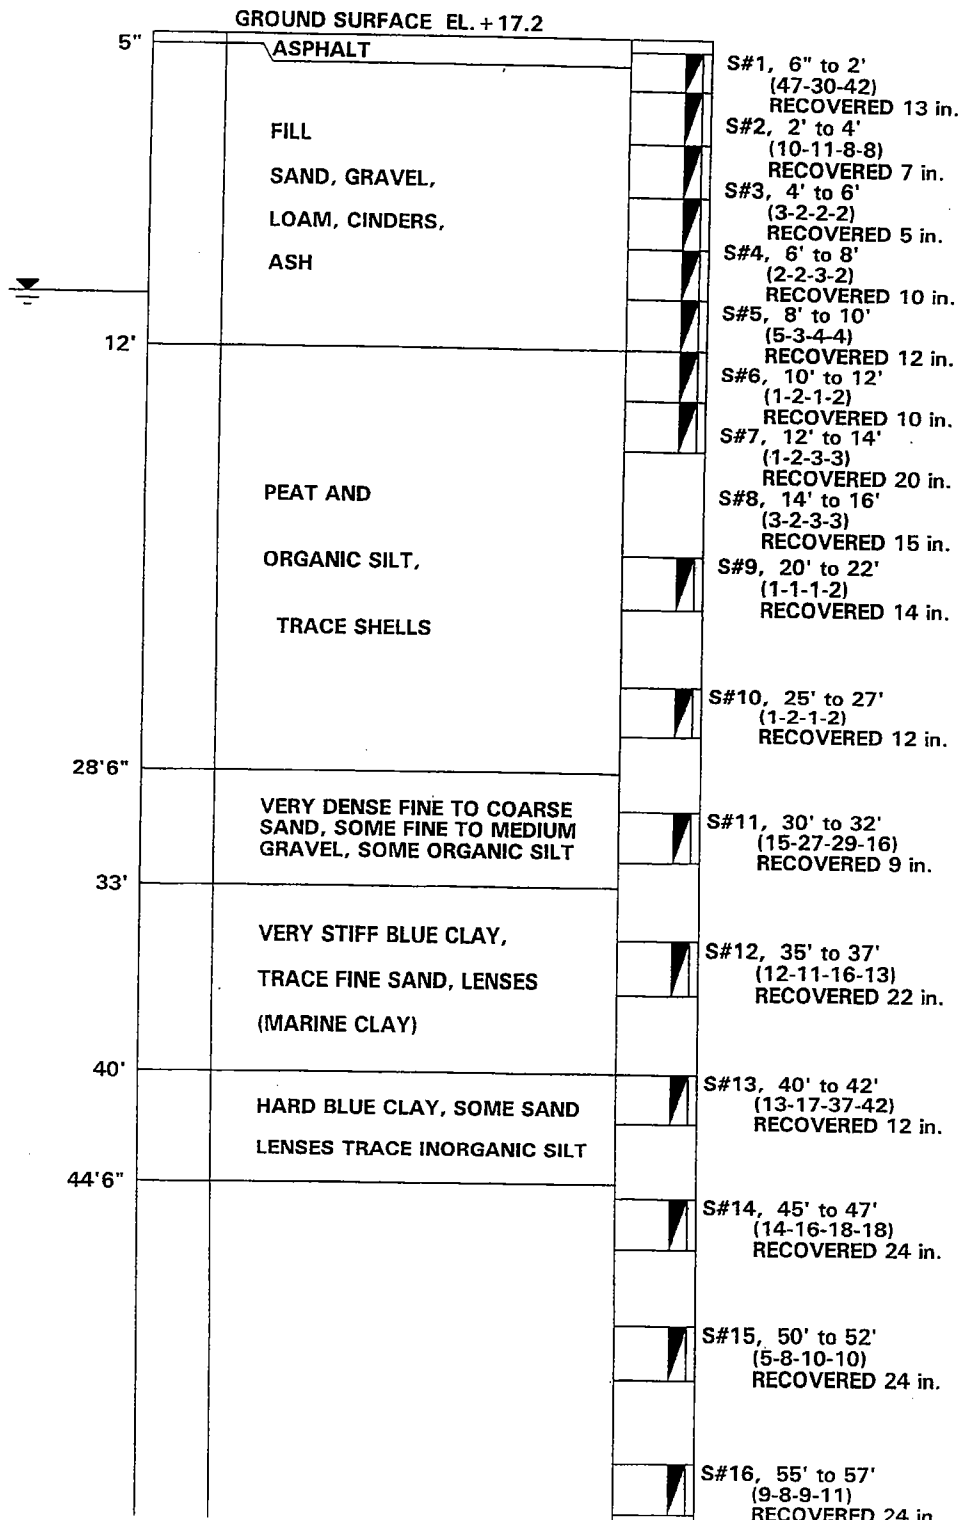 GROUND SURFACE EL. +17.2
5"
ASPHALT
S#1, 6" to 2'
(47-30-42)
RECOVERED 13 in.
FILL
S#2, 2' to 4'
(10-11-8-8)
RECOVERED 7 in.
SAND, GRAVEL,
S#3, 4' to 6'
(3-2-2-2)
RECOVERED 5 in.
LOAM, CINDERS,
ASH
S#4, 6' to 8'
(2-2-3-2)
RECOVERED 10 in.
S#5, 8' to 10'
(5-3-4-4)
RECOVERED 12 in.
12'
S#6, 10' to 12'
(1-2-1-2)
RECOVERED 10 in.
S#7, 12' to 14'
(1-2-3-3)
RECOVERED 20 in.
PEAT AND
S#8, 14' to 16'
(3-2-3-3)
RECOVERED 15 in.
ORGANIC SILT,
S#9, 20' to 22'
(1-1-1-2)
RECOVERED 14 in.
TRACE SHELLS
S#10, 25' to 27'
(1-2-1-2)
RECOVERED 12 in.
28'6"
VERY DENSE FINE TO COARSE
SAND, SOME FINE TO MEDIUM
GRAVEL, SOME ORGANIC SILT
S#11, 30' to 32'
(15-27-29-16)
RECOVERED 9 in.
33'
VERY STIFF BLUE CLAY,
TRACE FINE SAND, LENSES
(MARINE CLAY)
S#12, 35' to 37'
(12-11-16-13)
RECOVERED 22 in.
40'
HARD BLUE CLAY, SOME SAND
LENSES TRACE INORGANIC SILT
S#13, 40' to 42'
(13-17-37-42)
RECOVERED 12 in.
44'6"
S#14, 45' to 47'
(14-16-18-18)
RECOVERED 24 in.
S#15, 50' to 52'
(5-8-10-10)
RECOVERED 24 in.
S#16, 55' to 57'
(9-8-9-11)
RECOVERED 24 in.